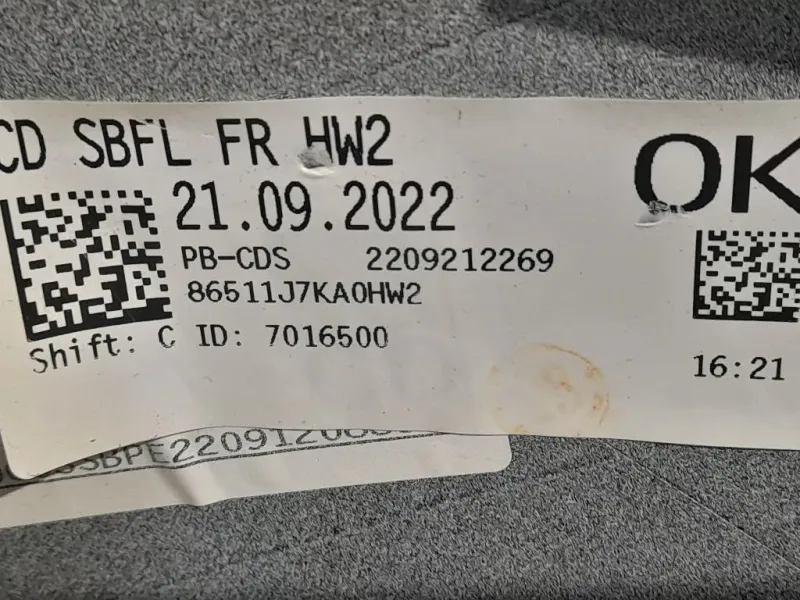 CD SBFL FR HW2
OK
21.09.2022
PB-CDS 2209212269
86511J7KA0HW2
Shift: C ID: 7016500
16:21